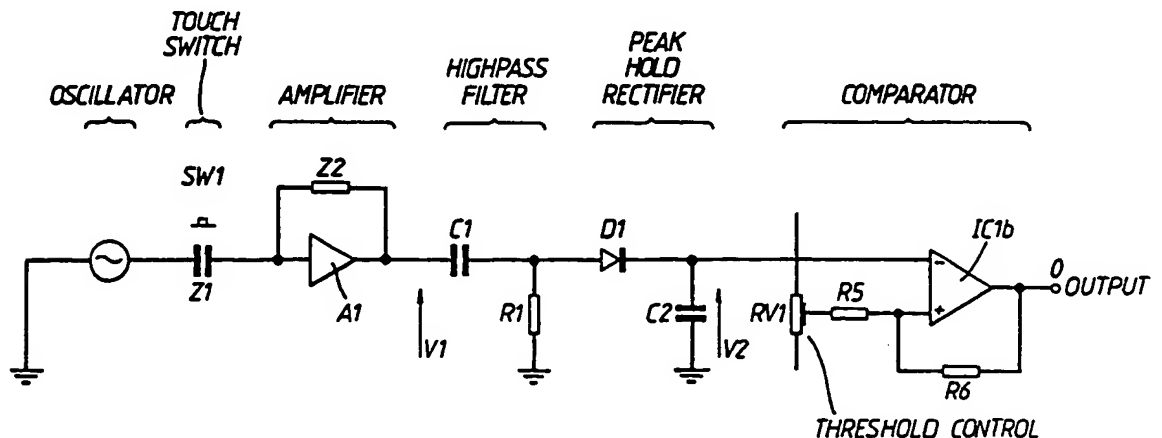 TOUCH
SWITCH
OSCILLATOR
AMPLIFIER
HIGHPASS
FILTER
PEAK
HOLD
RECTIFIER
COMPARATOR
SW1
Z1
Z2
A1
V1
C1
R1
D1
C2
V2
RV1
R5
-
+
IC1b
R6
O
OUTPUT
THRESHOLD CONTROL